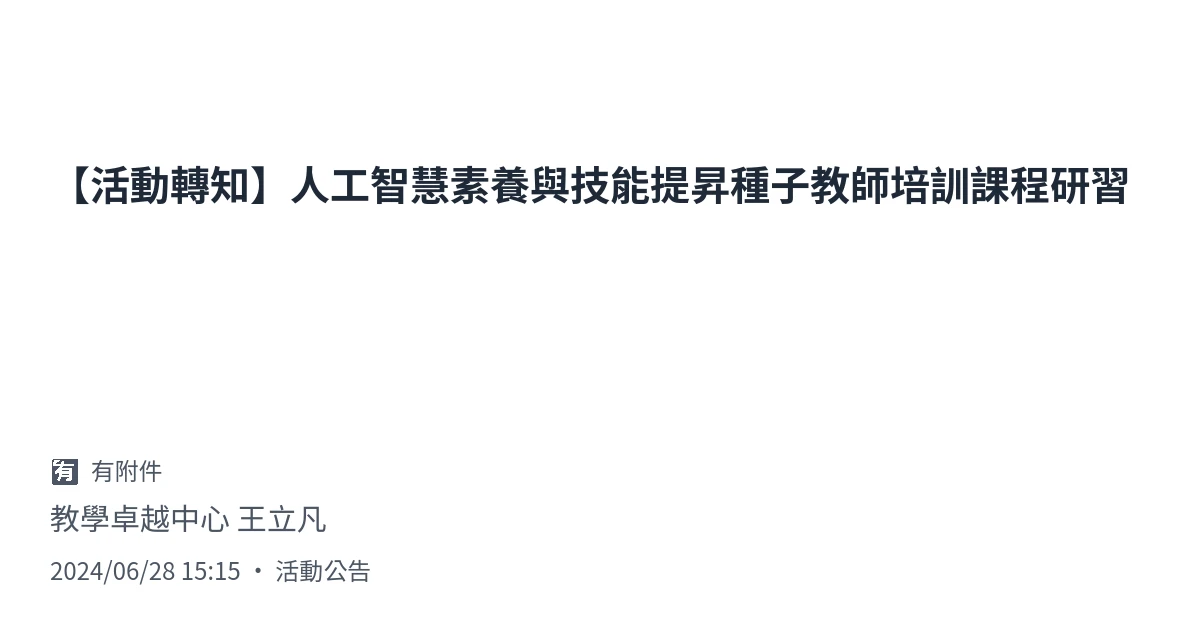 【活動轉知】人工智慧素養與技能提昇種子教師培訓課程研習
有 有附件
教學卓越中心 王立凡
2024/06/28 15:15 · 活動公告